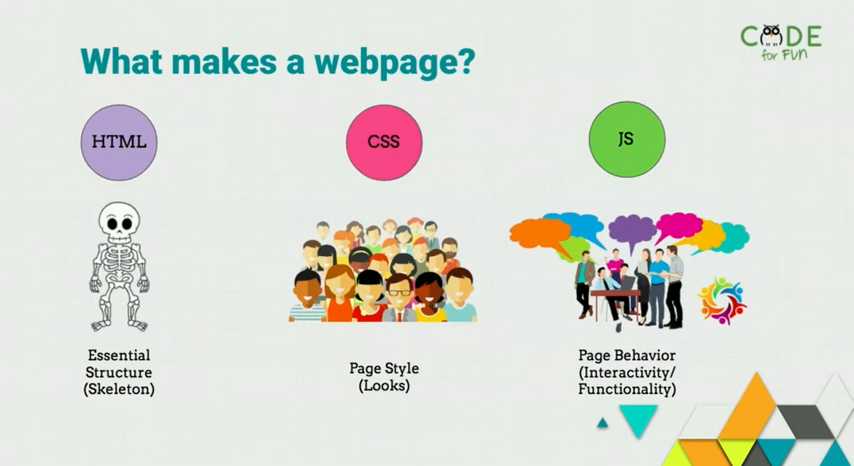 CODE
for FUN
What makes a webpage?
HTML
CSS
JS
Essential
Structure
(Skeleton)
Page Style
(Looks)
Page Behavior
(Interactivity/
Functionality)